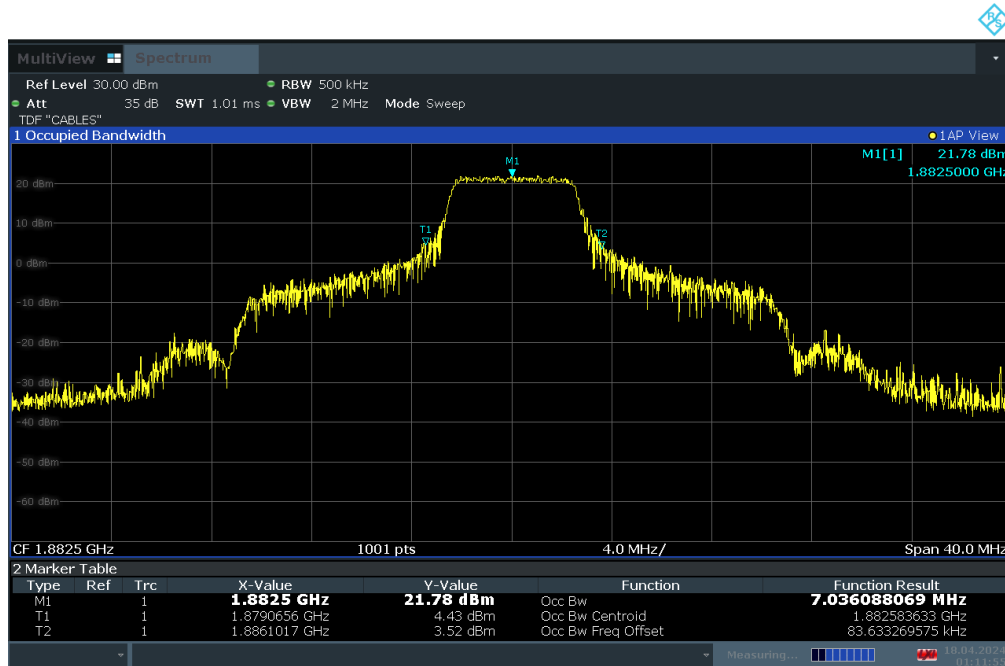 R S
MultiView Spectrum
Ref Level 30.00 dBm RBW 500 kHz
Att 35 dB SWT 1.01 ms VBW 2 MHz Mode Sweep
TDF "CABLES"
1 Occupied Bandwidth 1AP View
M1[1] 21.78 dBm
1.8825000 GHz
M1
20 dBm
10 dBm
T1 T2
0 dBm
-10 dBm
-20 dBm
-30 dBm
-40 dBm
-50 dBm
-60 dBm
CF 1.8825 GHz 1001 pts 4.0 MHz/ Span 40.0 MHz
2 Marker Table
Type Ref Trc X-Value Y-Value Function Function Result
M1 1 1.8825 GHz 21.78 dBm Occ Bw 7.036088069 MHz
T1 1 1.8790656 GHz 4.43 dBm Occ Bw Centroid 1.882583633 GHz
T2 1 1.8861017 GHz 3.52 dBm Occ Bw Freq Offset 83.633269575 kHz
Measuring... 18.04.2024